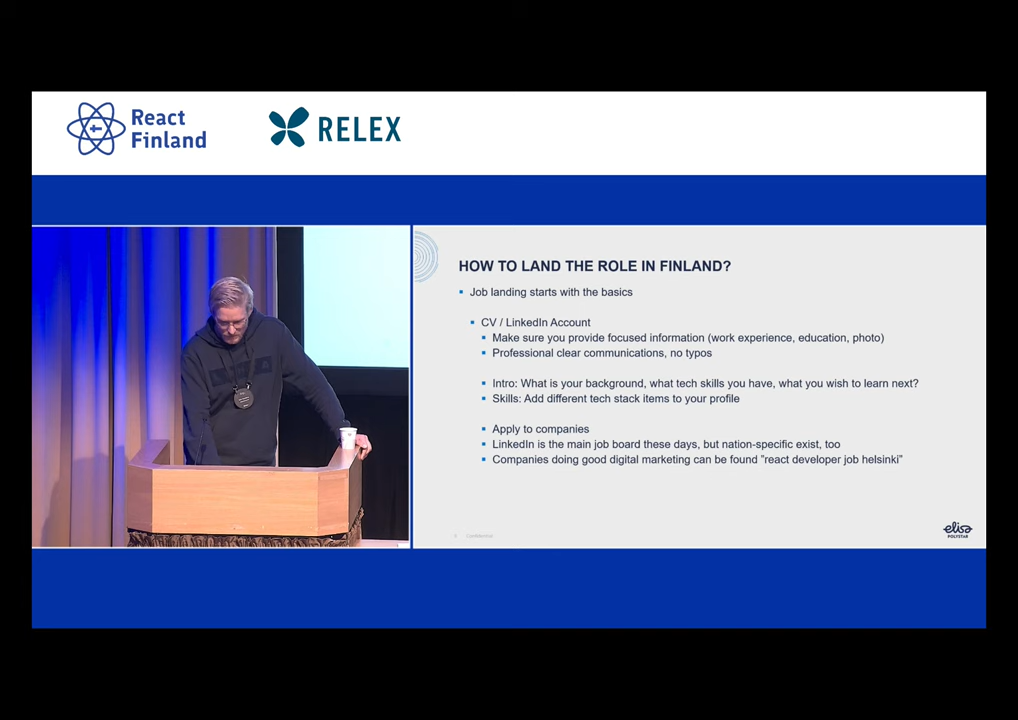 React
Finland
RELEX
HOW TO LAND THE ROLE IN FINLAND?
Job landing starts with the basics
CV / LinkedIn Account
Make sure you provide focused information (work experience, education, photo)
Professional clear communications, no typos
Intro: What is your background, what tech skills you have, what you wish to learn next?
Skills: Add different tech stack items to your profile
Apply to companies
LinkedIn is the main job board these days, but nation-specific exist, too
Companies doing good digital marketing can be found ”react developer job helsinki”
Confidential
elisa
POLYSTAR